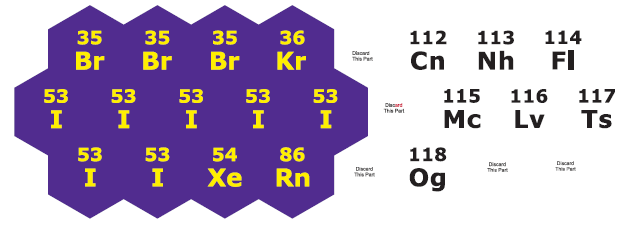 35 35 35 36 112 113 114
Br Br Br Kr Discard This Part Cn Nh Fl
53 53 53 53 53 115 116 117
I I I I I Discard This Part Mc Lv Ts
53 53 54 86 118
I I Xe Rn Discard This Part Og Discard This Part Discard This Part